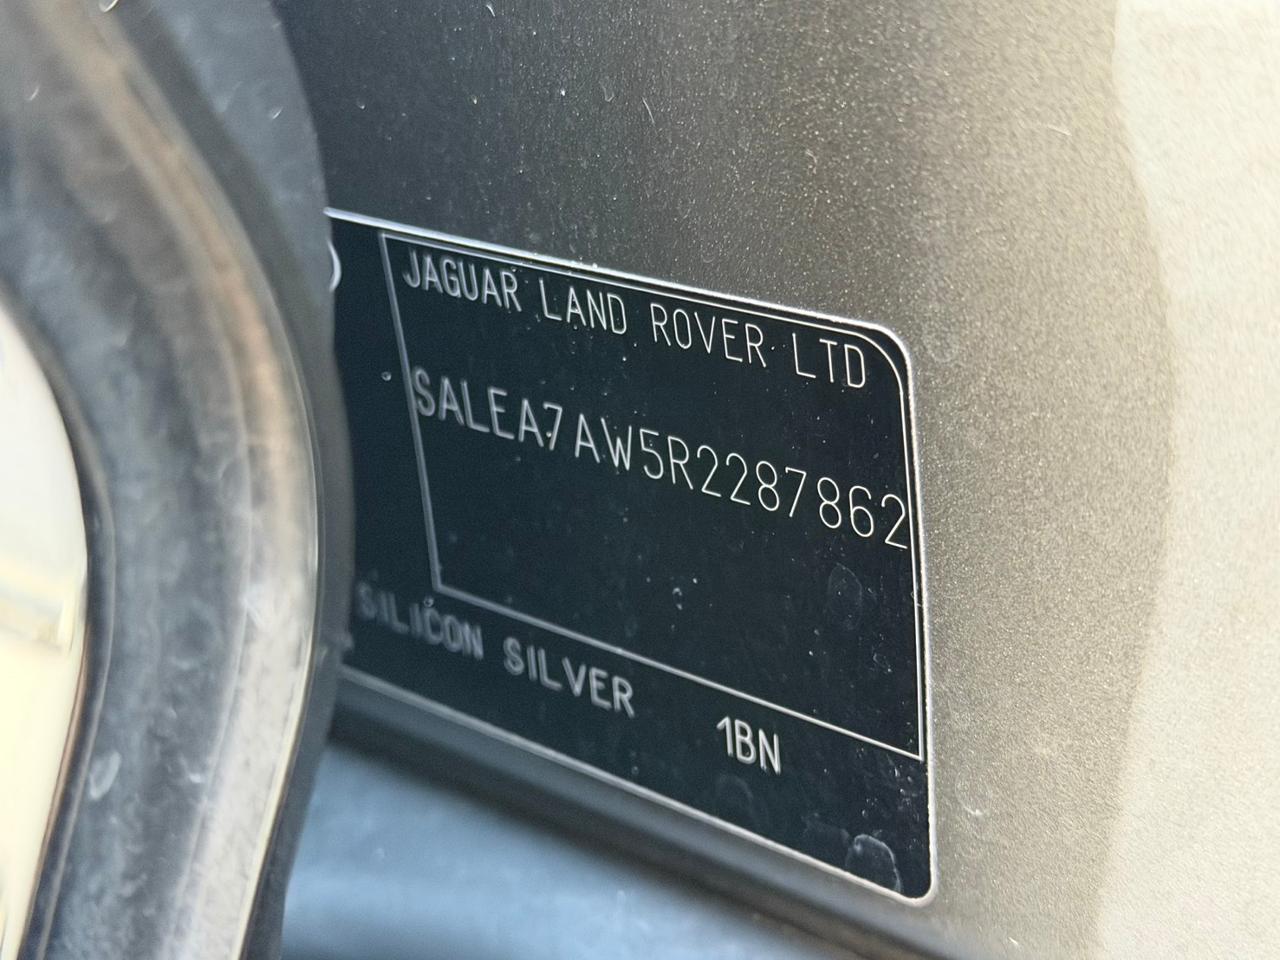 JAGUAR LAND ROVER LTD
SALEA7AW5R2287862
SILICON SILVER 1BN